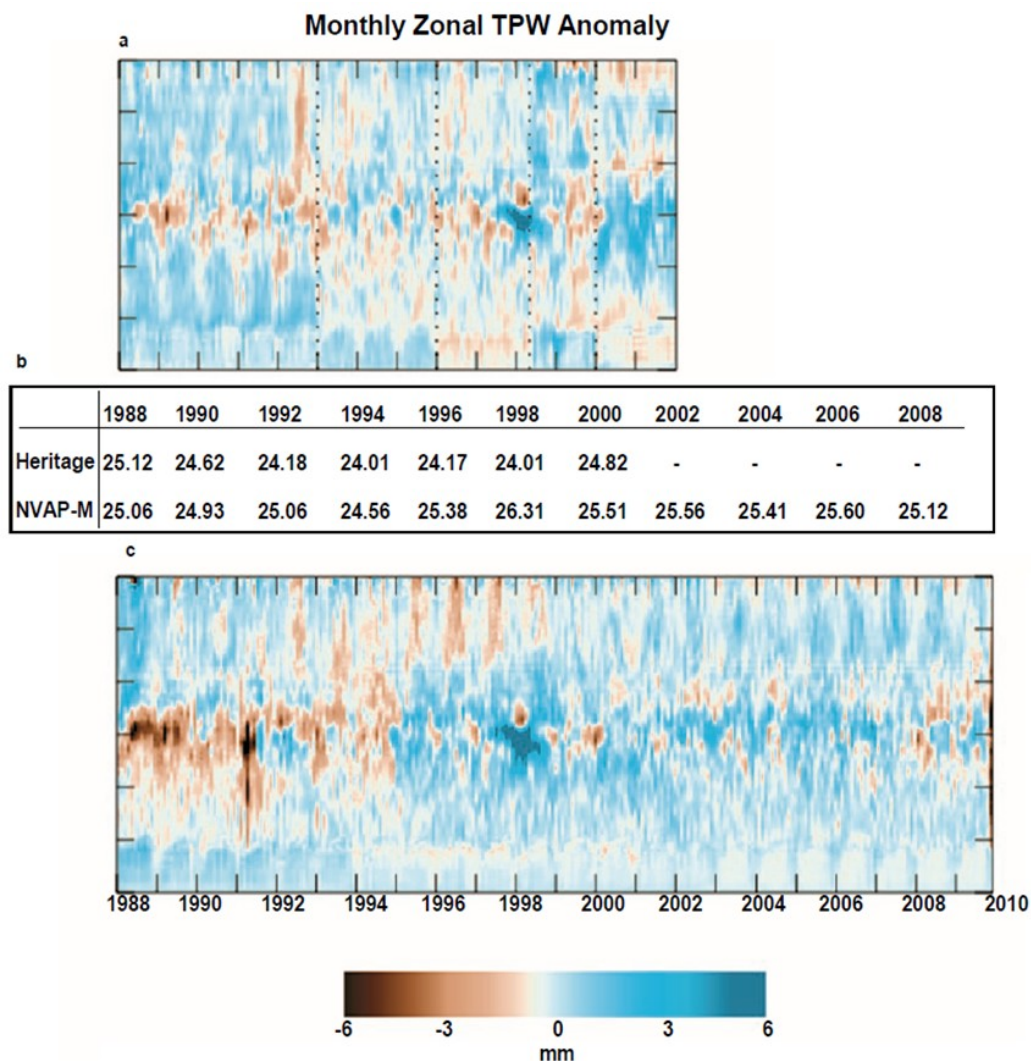 Monthly Zonal TPW Anomaly
a
b
1988 1990 1992 1994 1996 1998 2000 2002 2004 2006 2008
Heritage 25.12 24.62 24.18 24.01 24.17 24.01 24.82 - - - -
NVAP-M 25.06 24.93 25.06 24.56 25.38 26.31 25.51 25.56 25.41 25.60 25.12
c
1988 1990 1992 1994 1996 1998 2000 2002 2004 2006 2008 2010
-6 -3 0 3 6
mm